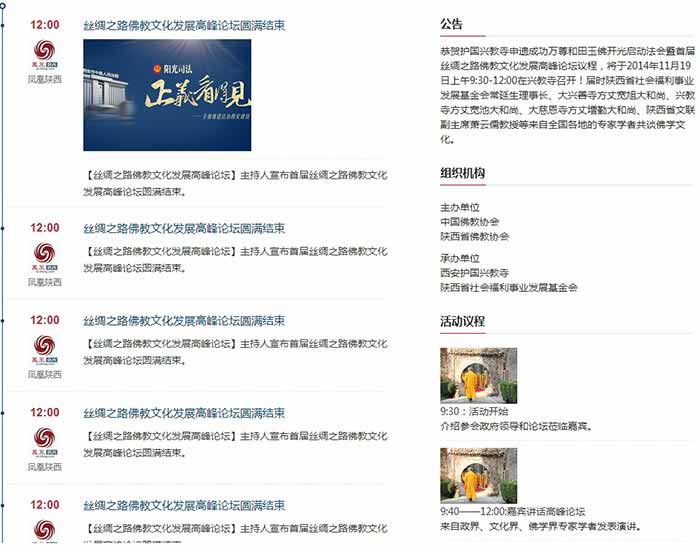 12:00
丝绸之路佛教文化发展高峰论坛圆满结束
凤凰陕西
阳光司法
正義看得見
【丝绸之路佛教文化发展高峰论坛】主持人宣布首届丝绸之路佛教文化
发展高峰论坛圆满结束。
12:00
丝绸之路佛教文化发展高峰论坛圆满结束
凤凰陕西
【丝绸之路佛教文化发展高峰论坛】主持人宣布首届丝绸之路佛教文化
发展高峰论坛圆满结束。
12:00
丝绸之路佛教文化发展高峰论坛圆满结束
凤凰陕西
【丝绸之路佛教文化发展高峰论坛】主持人宣布首届丝绸之路佛教文化
发展高峰论坛圆满结束。
12:00
丝绸之路佛教文化发展高峰论坛圆满结束
凤凰陕西
【丝绸之路佛教文化发展高峰论坛】主持人宣布首届丝绸之路佛教文化
发展高峰论坛圆满结束。
12:00
丝绸之路佛教文化发展高峰论坛圆满结束
【丝绸之路佛教文化发展高峰论坛】主持人宣布首届丝绸之路佛教文化
发展高峰论坛圆满结束。
公告
恭贺护国兴教寺申遗成功万尊和田玉佛开光启动法会暨首届
丝绸之路佛教文化发展高峰论坛议程，将于2014年11月19
日上午9:30-12:00在兴教寺召开！届时陕西省社会福利事业
发展基金会常廷生理事长、大兴善寺方丈宽旭大和尚、兴教
寺方丈宽池大和尚、大慈恩寺方丈增勤大和尚、陕西省文联
副主席萧云儒教授等来自全国各地的专家学者共谈佛学文
化。
组织机构
主办单位
中国佛教协会
陕西省佛教协会
承办单位
西安护国兴教寺
陕西省社会福利事业发展基金会
活动议程
9:30：活动开始
介绍参会政府领导和论坛莅临嘉宾。
9:40——12:00:嘉宾讲话高峰论坛
来自政界、文化界、佛学界专家学者发表演讲。